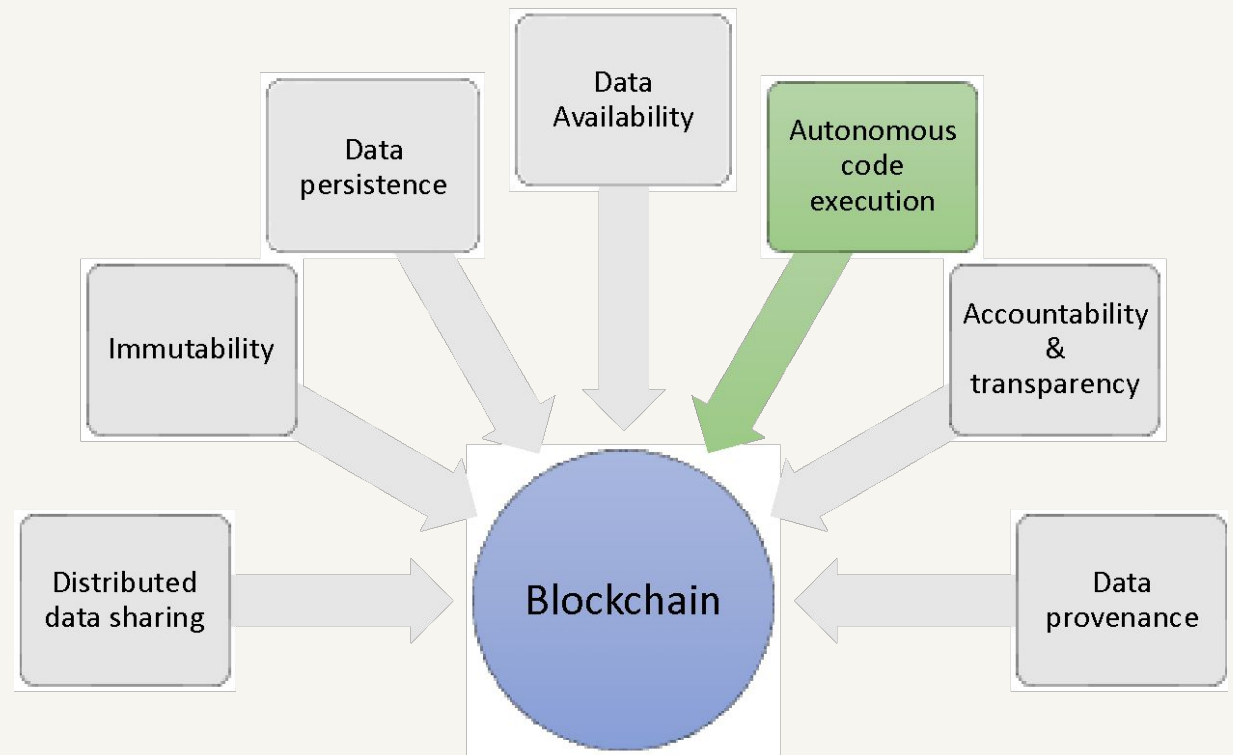 Data
Availability
Data
persistence
Autonomous
code
execution
Immutability
Accountability
&
transparency
Distributed
data sharing
Blockchain
Data
provenance